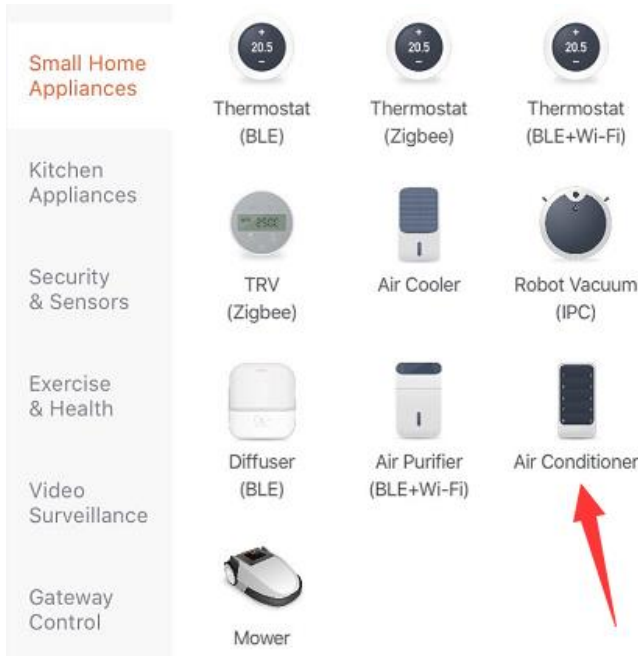 Small Home
Appliances
Kitchen
Appliances
Security
& Sensors
Exercise
& Health
Video
Surveillance
Gateway
Control
+
20.5
−
+
20.5
−
+
20.5
−
Thermostat
(BLE)
Thermostat
(Zigbee)
Thermostat
(BLE+Wi-Fi)
TRV
(Zigbee)
Air Cooler
Robot Vacuum
(IPC)
Diffuser
(BLE)
Air Purifier
(BLE+Wi-Fi)
Air Conditioner
Mower